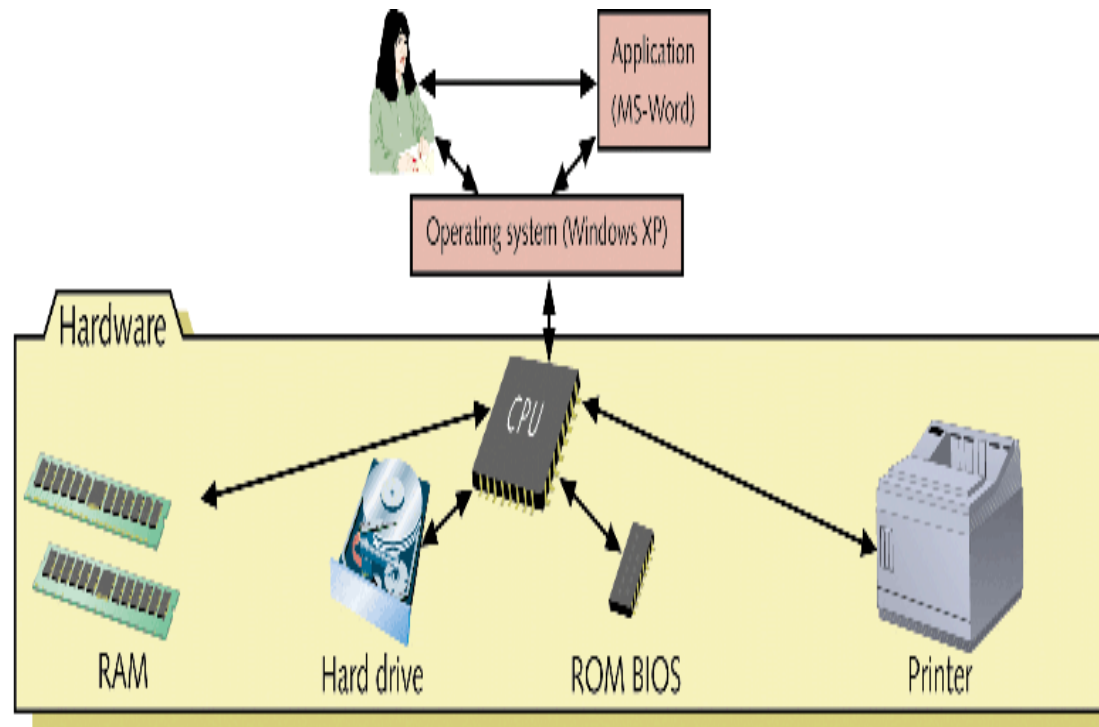 Application
(MS-Word)
Operating system (Windows XP)
Hardware
CPU
RAM
Hard drive
ROM BIOS
Printer